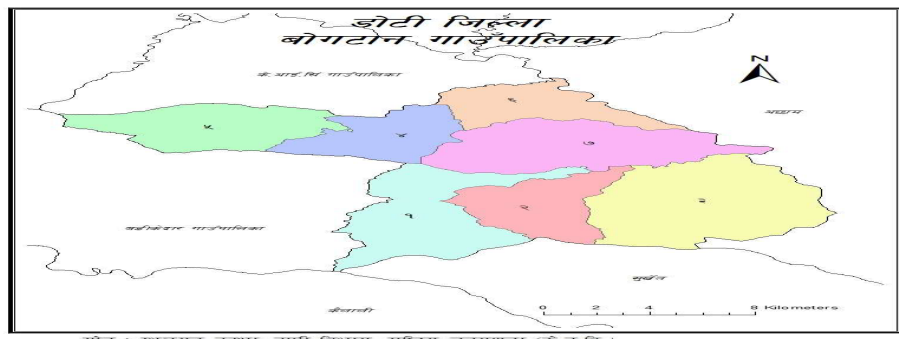 डोटी जिल्ला
बोगटान गाउँपालिका
के.आई.सिं गाउँपालिका
N
अछाम
६
५
४
७
१
२
३
बडीकेदार गाउँपालिका
सुर्खेत
कैलाली
0 2 4 8 Kilometers